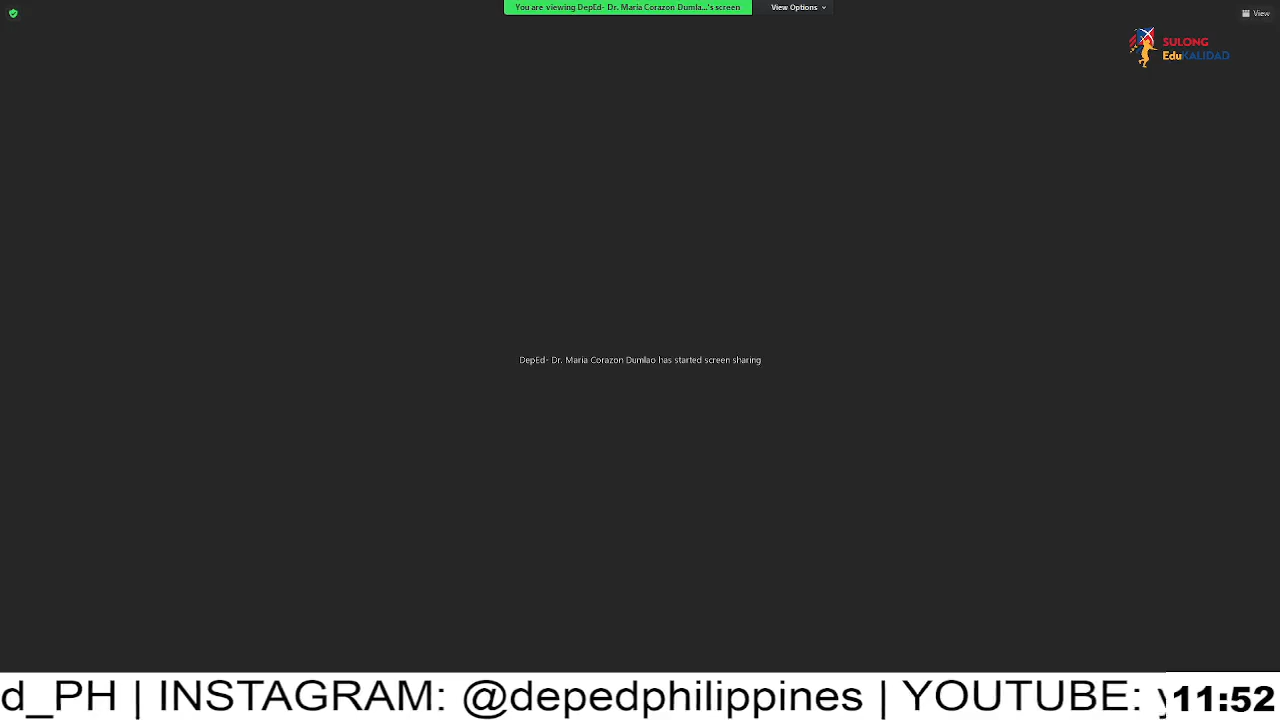 You are viewing DepEd- Dr. Maria Corazon Dumla...'s screen
View Options
View
SULONG
EduKALIDAD
DepEd- Dr. Maria Corazon Dumlao has started screen sharing
d_PH | INSTAGRAM: @depedphilippines | YOUTUBE:
11:52